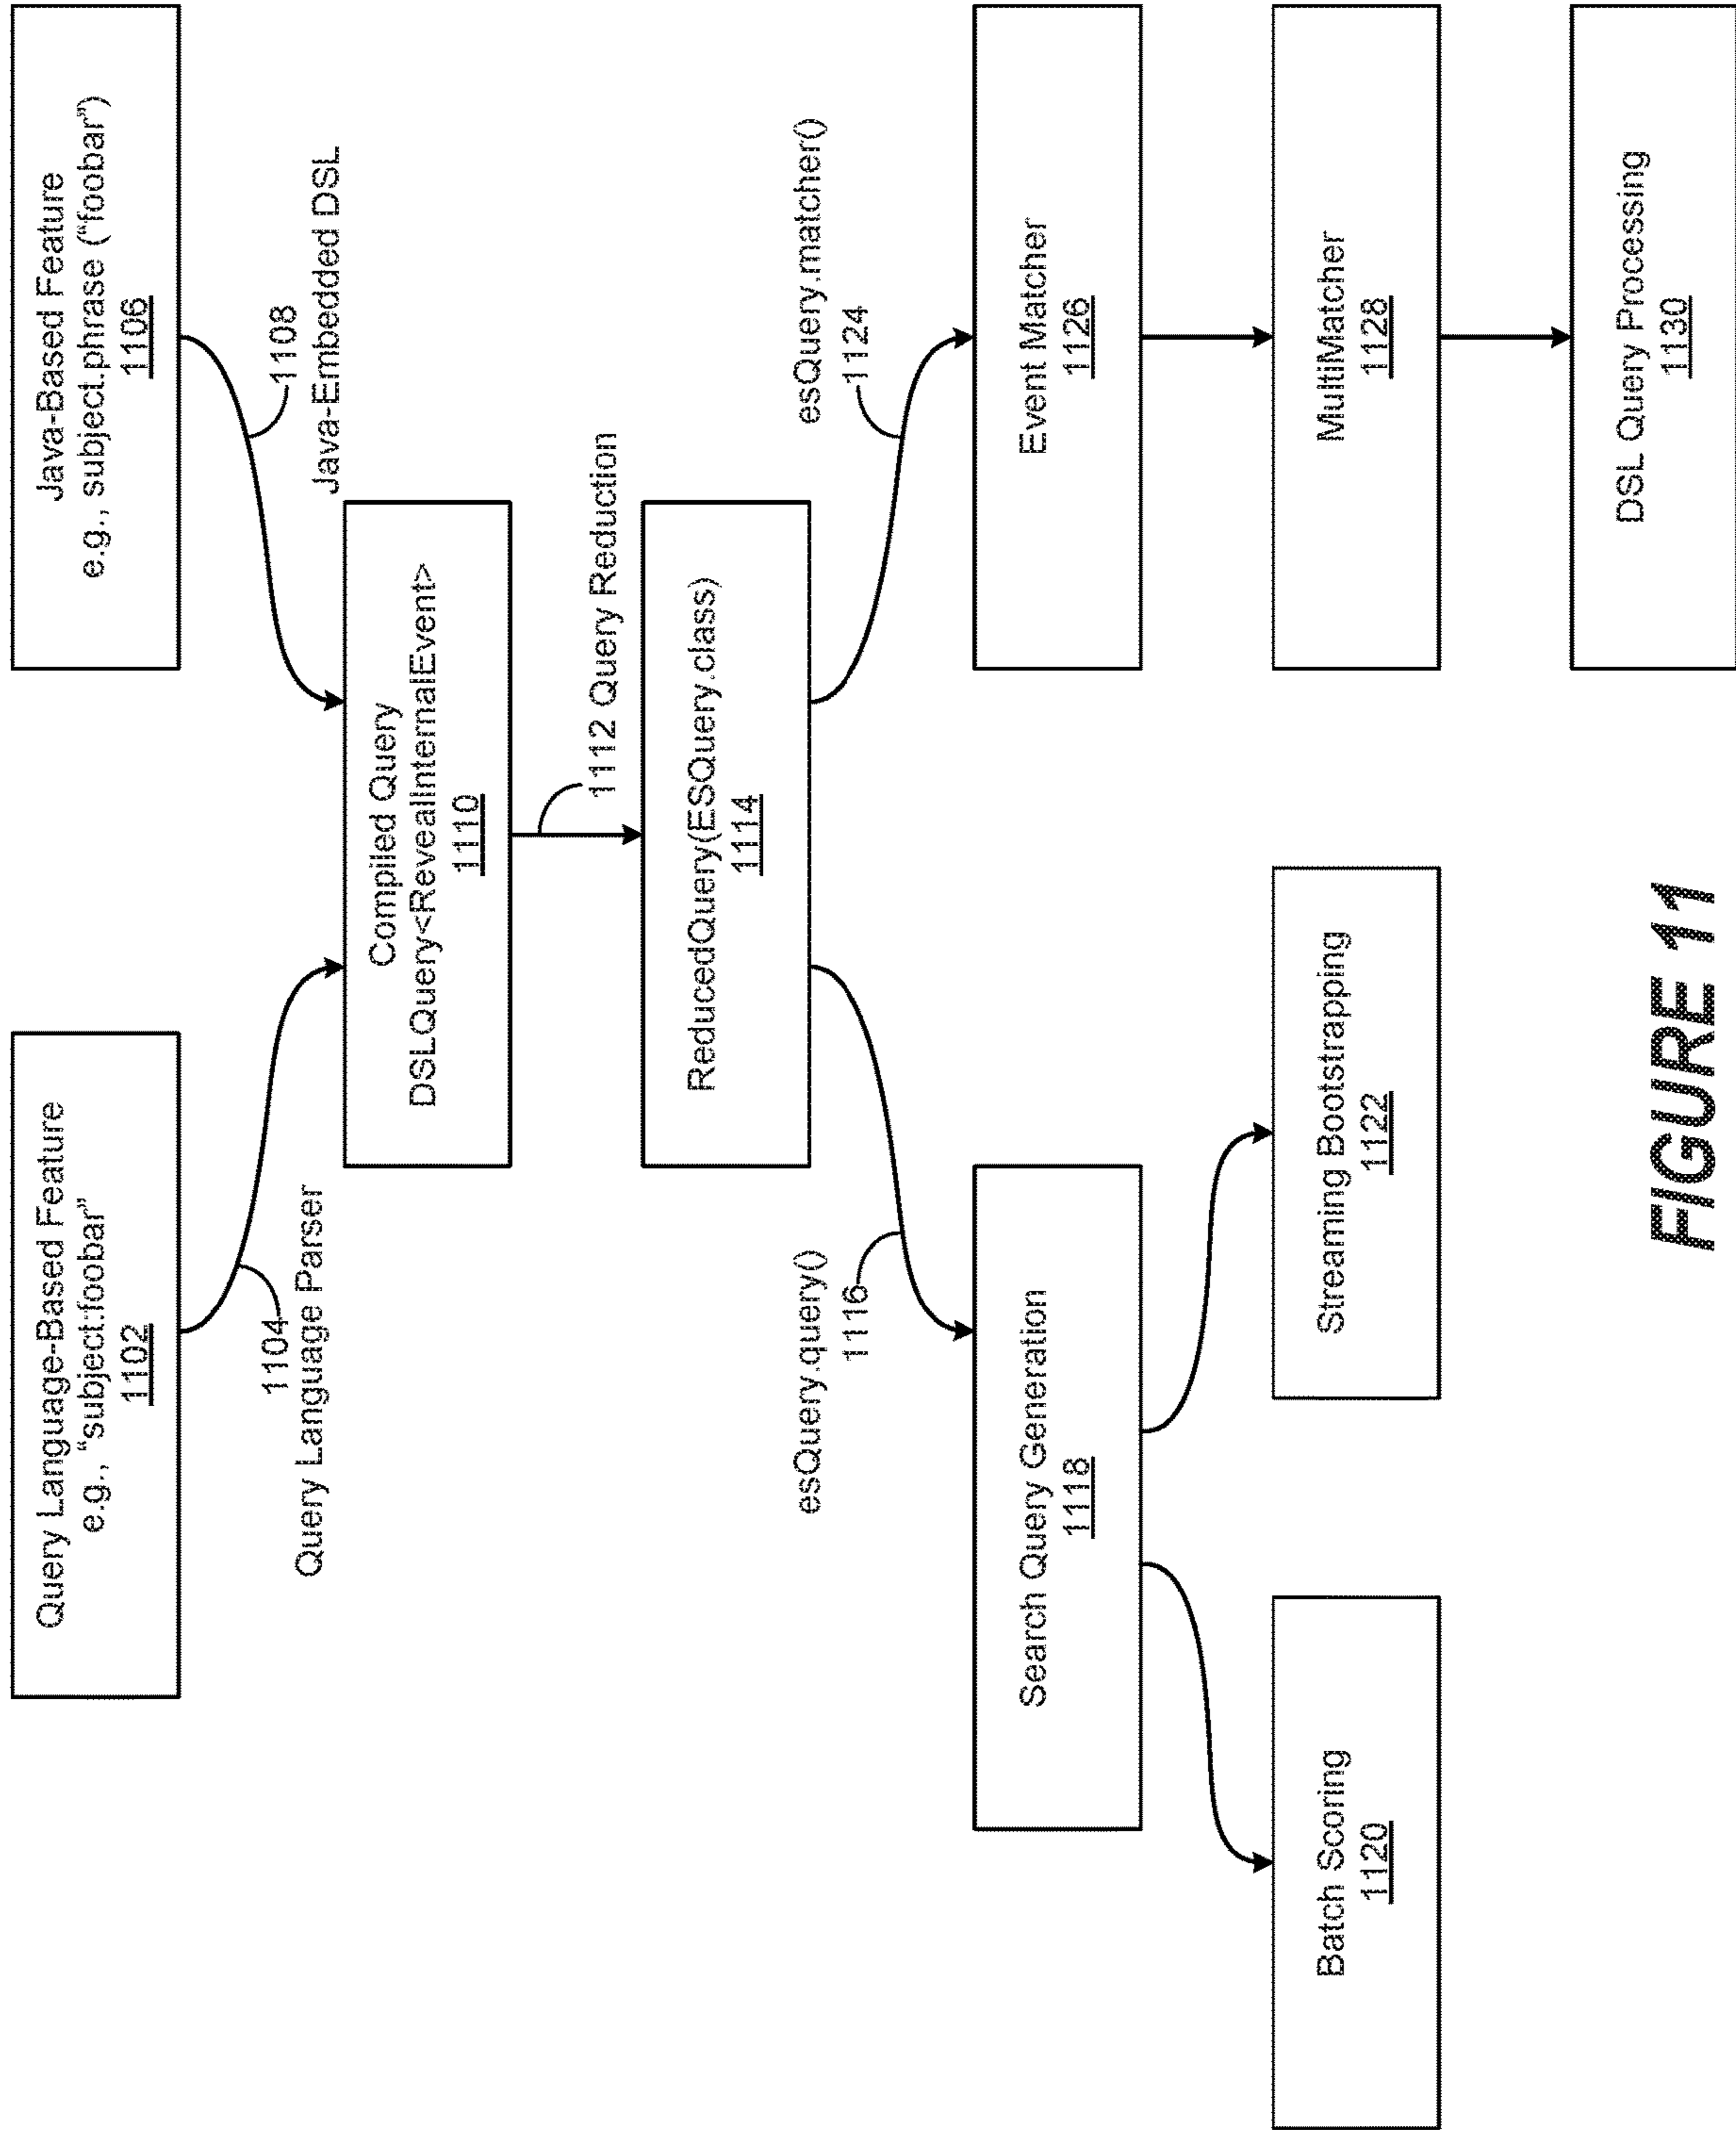 Query Language-Based Feature
e.g., "subject:foobar"
1102
Java-Based Feature
e.g., subject.phrase ("foobar")
1106
1104
Query Language Parser
1108
Java-Embedded DSL
Compiled Query
DSLQuery<RevealInternalEvent>
1110
1112 Query Reduction
ReducedQuery(ESQuery.class)
1114
esQuery.query()
1116
esQuery.matcher()
1124
Search Query Generation
1118
Event Matcher
1126
Batch Scoring
1120
Streaming Bootstrapping
1122
MultiMatcher
1128
DSL Query Processing
1130
FIGURE 11